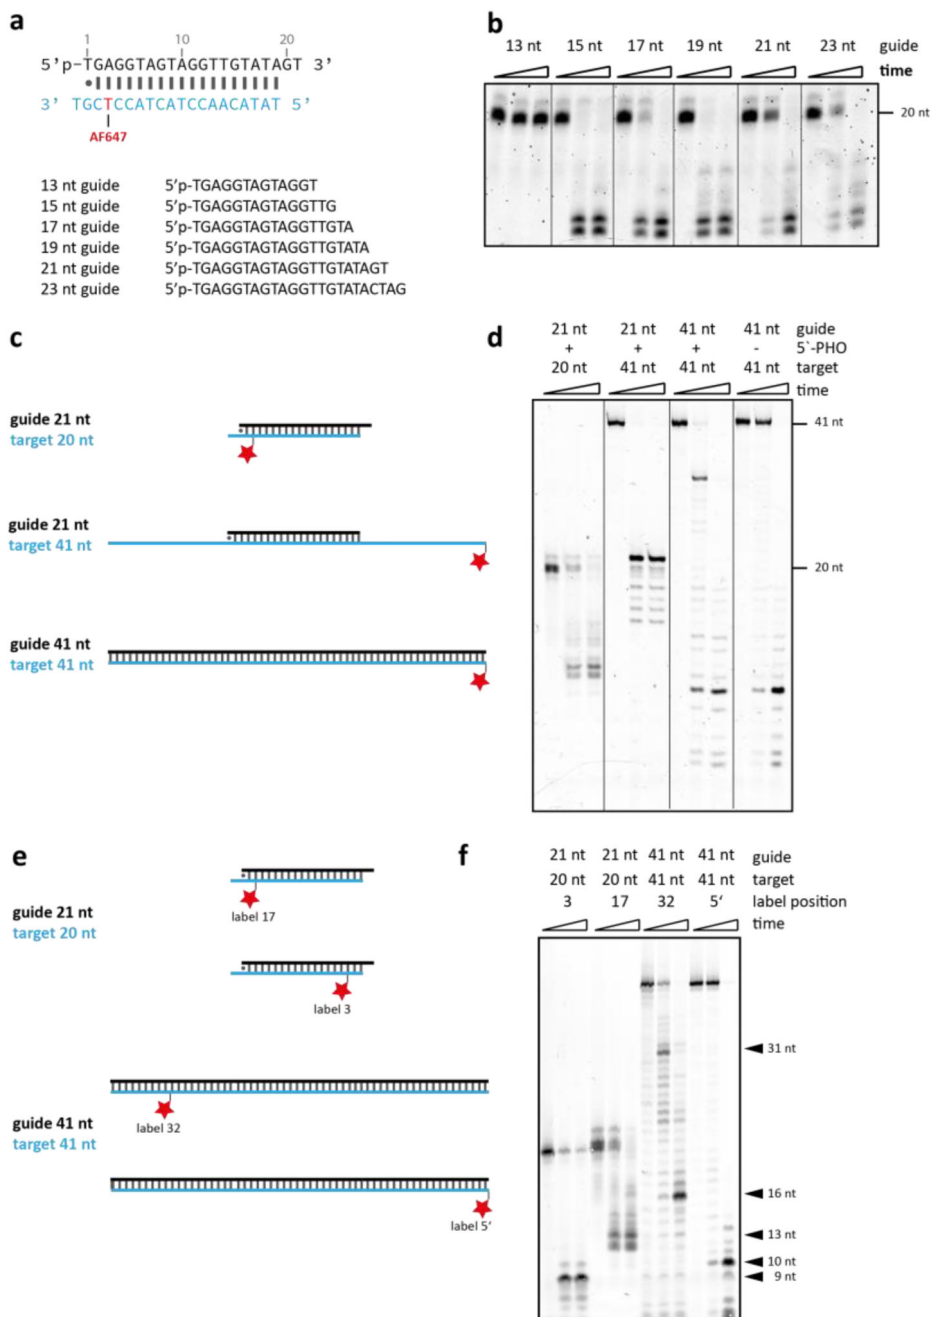 a
1 10 20
5'p-TGAGGTAGTAGGTTGTATAGT 3'
3' TGCTCCATCATCCAACATAT 5'
AF647
13 nt guide 5'p-TGAGGTAGTAGGT
15 nt guide 5'p-TGAGGTAGTAGGTTG
17 nt guide 5'p-TGAGGTAGTAGGTTGTA
19 nt guide 5'p-TGAGGTAGTAGGTTGTATA
21 nt guide 5'p-TGAGGTAGTAGGTTGTATAGT
23 nt guide 5'p-TGAGGTAGTAGGTTGTATACTAG
b
13 nt 15 nt 17 nt 19 nt 21 nt 23 nt guide
time
20 nt
c
guide 21 nt
target 20 nt
guide 21 nt
target 41 nt
guide 41 nt
target 41 nt
d
21 nt 21 nt 41 nt 41 nt guide
+ + + - 5`-PHO
20 nt 41 nt 41 nt 41 nt target
time
41 nt
20 nt
e
guide 21 nt
target 20 nt
label 17
label 3
guide 41 nt
target 41 nt
label 32
label 5'
f
21 nt 21 nt 41 nt 41 nt guide
20 nt 20 nt 41 nt 41 nt target
3 17 32 5' label position
time
31 nt
16 nt
13 nt
10 nt
9 nt